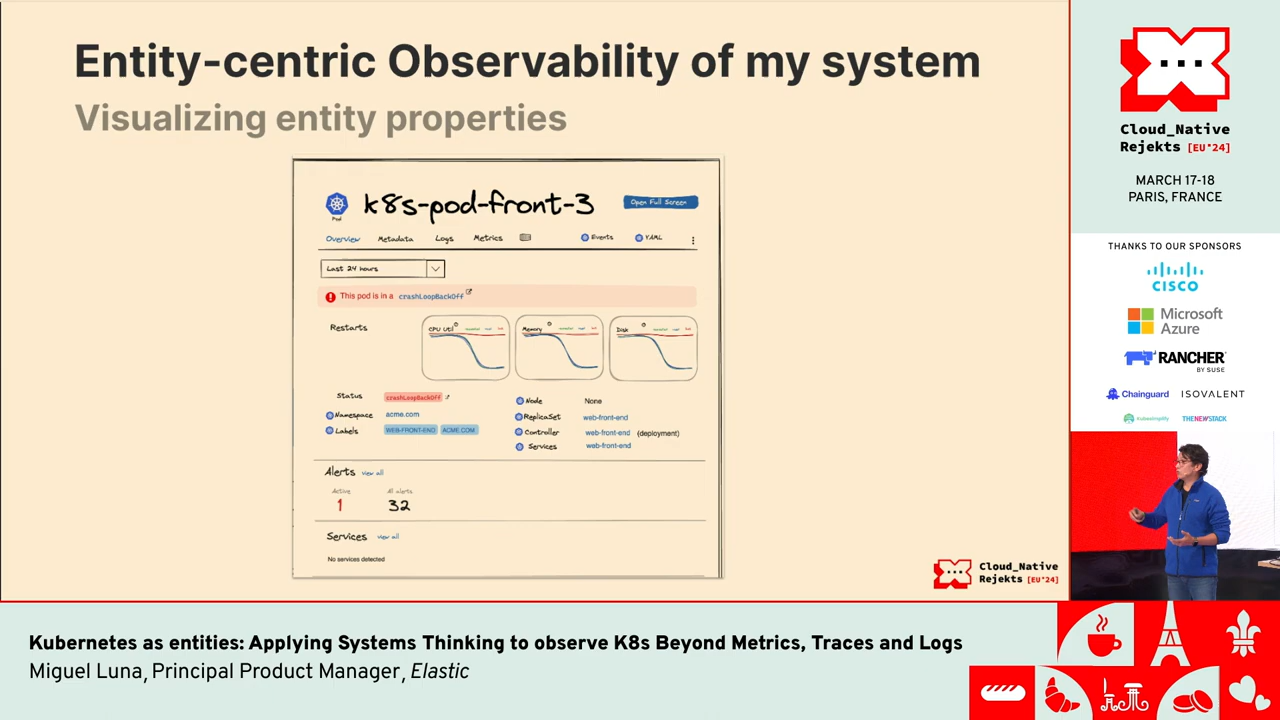 Entity-centric Observability of my system
Visualizing entity properties
k8s-pod-front-3
Open Full Screen
Pod
Overview Metadata Logs Metrics Events YAML
Last 24 hours
This pod is in a crashLoopBackOff
Restarts
CPU Util Memory Disk
Status crashLoopBackOff
Namespace acme.com
Labels WEB-FRONT-END ACME.COM
Node None
ReplicaSet web-front-end
Controller web-front-end (deployment)
Services web-front-end
Alerts view all
Active All alerts
1 32
Services view all
No services detected
Cloud_Native
Rejekts [EU'24]
Cloud_Native
Rejekts [EU'24]
MARCH 17-18
PARIS, FRANCE
THANKS TO OUR SPONSORS
CISCO
Microsoft
Azure
RANCHER
BY SUSE
Chainguard ISOVALENT
kubesimplify THENEWSTACK
Kubernetes as entities: Applying Systems Thinking to observe K8s Beyond Metrics, Traces and Logs
Miguel Luna, Principal Product Manager, Elastic